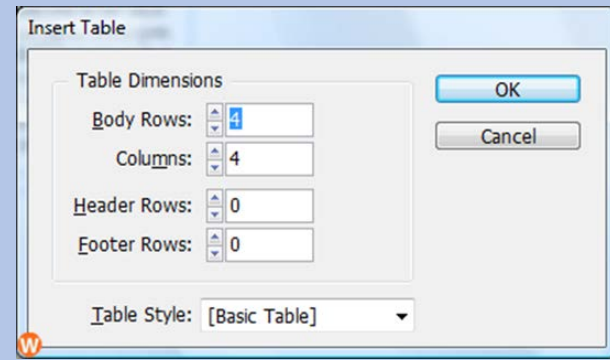 Insert Table
Table Dimensions
OK
Body Rows: 4
Cancel
Columns: 4
Header Rows: 0
Footer Rows: 0
Table Style: [Basic Table]
W